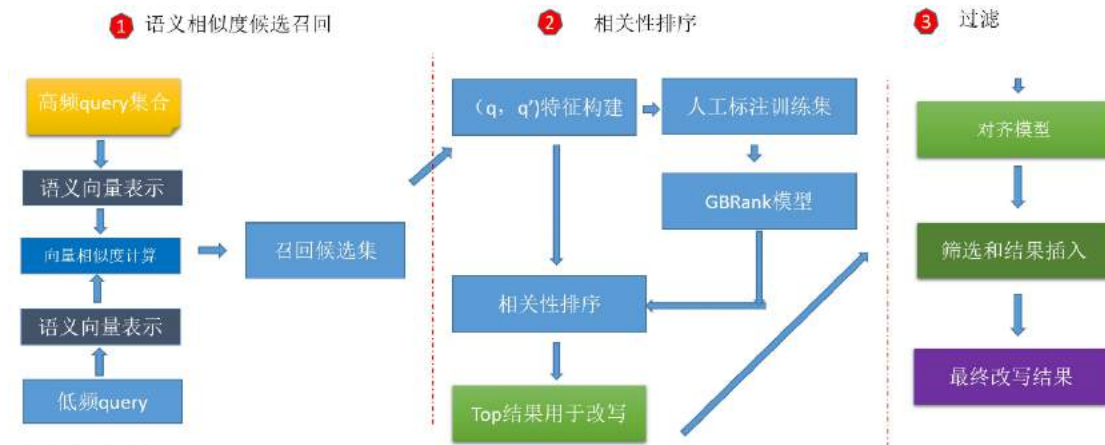 1 语义相似度候选召回
高频query集合
语义向量表示
向量相似度计算
语义向量表示
低频query
召回候选集
2 相关性排序
（q，q’)特征构建
人工标注训练集
GBRank模型
相关性排序
Top结果用于改写
3 过滤
对齐模型
筛选和结果插入
最终改写结果